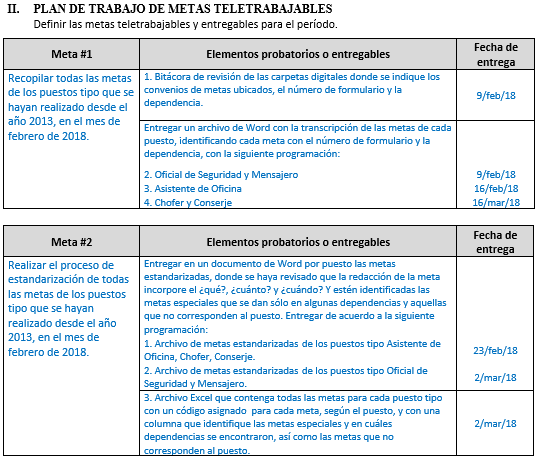 II. PLAN DE TRABAJO DE METAS TELETRABAJABLES
Definir las metas teletrabajables y entregables para el período.
Meta #1
Elementos probatorios o entregables
Fecha de
entrega
Recopilar todas las metas
de los puestos tipo que se
hayan realizado desde el
año 2013, en el mes de
febrero de 2018.
1. Bitácora de revisión de las carpetas digitales donde se indique los
convenios de metas ubicados, el número de formulario y la
dependencia.
9/feb/18
Entregar un archivo de Word con la transcripción de las metas de cada
puesto, identificando cada meta con el número de formulario y la
dependencia, con la siguiente programación:
2. Oficial de Seguridad y Mensajero
9/feb/18
3. Asistente de Oficina
16/feb/18
4. Chofer y Conserje
16/mar/18
Meta #2
Elementos probatorios o entregables
Fecha de
entrega
Realizar el proceso de
estandarización de todas
las metas de los puestos
tipo que se hayan
realizado desde el año
2013, en el mes de
febrero de 2018.
Entregar en un documento de Word por puesto las metas
estandarizadas, donde se haya revisado que la redacción de la meta
incorpore el ¿qué?, ¿cuánto? y ¿cuándo? Y estén identificadas las
metas especiales que se dan sólo en algunas dependencias y aquellas
que no corresponden al puesto. Entregar de acuerdo a la siguiente
programación:
1. Archivo de metas estandarizadas de los puestos tipo Asistente de
Oficina, Chofer, Conserje.
23/feb/18
2. Archivo de metas estandarizadas de los puestos tipo Oficial de
Seguridad y Mensajero.
2/mar/18
3. Archivo Excel que contenga todas las metas para cada puesto tipo
con un código asignado para cada meta, según el puesto, y con una
columna que identifique las metas especiales y en cuáles
dependencias se encontraron, así como las metas que no
corresponden al puesto.
2/mar/18